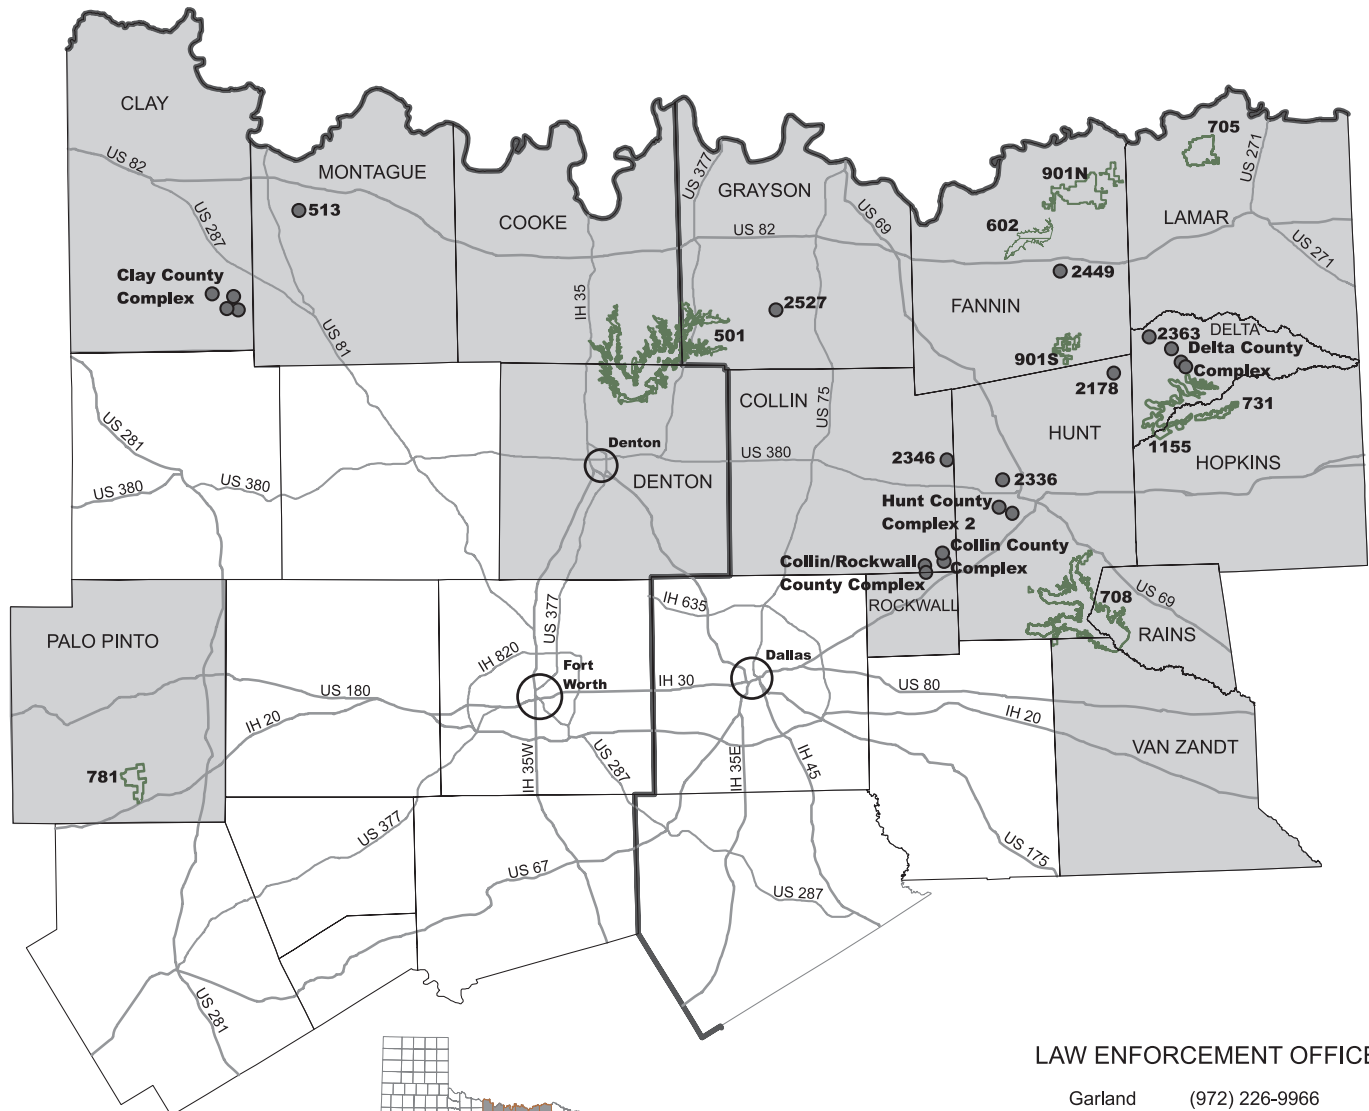 CLAY
MONTAGUE
COOKE
GRAYSON
FANNIN
LAMAR
DELTA
HOPKINS
HUNT
COLLIN
DENTON
ROCKWALL
RAINS
VAN ZANDT
PALO PINTO
US 82
US 287
US 81
IH 35
US 377
US 82
US 69
US 75
US 271
US 271
US 281
US 380
US 380
US 380
US 377
IH 820
IH 635
US 180
IH 20
IH 30
US 80
IH 20
US 69
IH 35W
US 287
IH 35E
IH 45
US 377
US 67
US 287
US 175
US 281
513
Clay County
Complex
2527
501
705
901N
602
2449
901S
2363
Delta County
Complex
2178
731
1155
2346
2336
Hunt County
Complex 2
Collin County
Complex
Collin/Rockwall
County Complex
708
781
Denton
Fort
Worth
Dallas
LAW ENFORCEMENT OFFICE
Garland (972) 226-9966